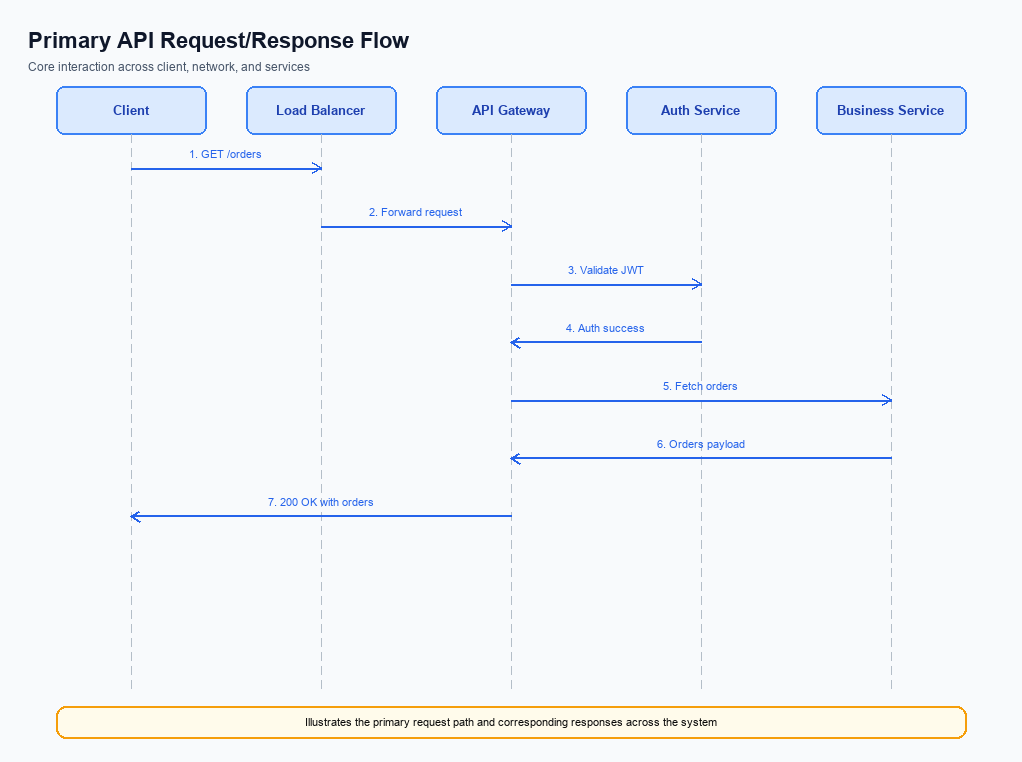 Primary API Request/Response Flow
Core interaction across client, network, and services
Client
Load Balancer
API Gateway
Auth Service
Business Service
1. GET /orders
2. Forward request
3. Validate JWT
4. Auth success
5. Fetch orders
6. Orders payload
7. 200 OK with orders
Illustrates the primary request path and corresponding responses across the system